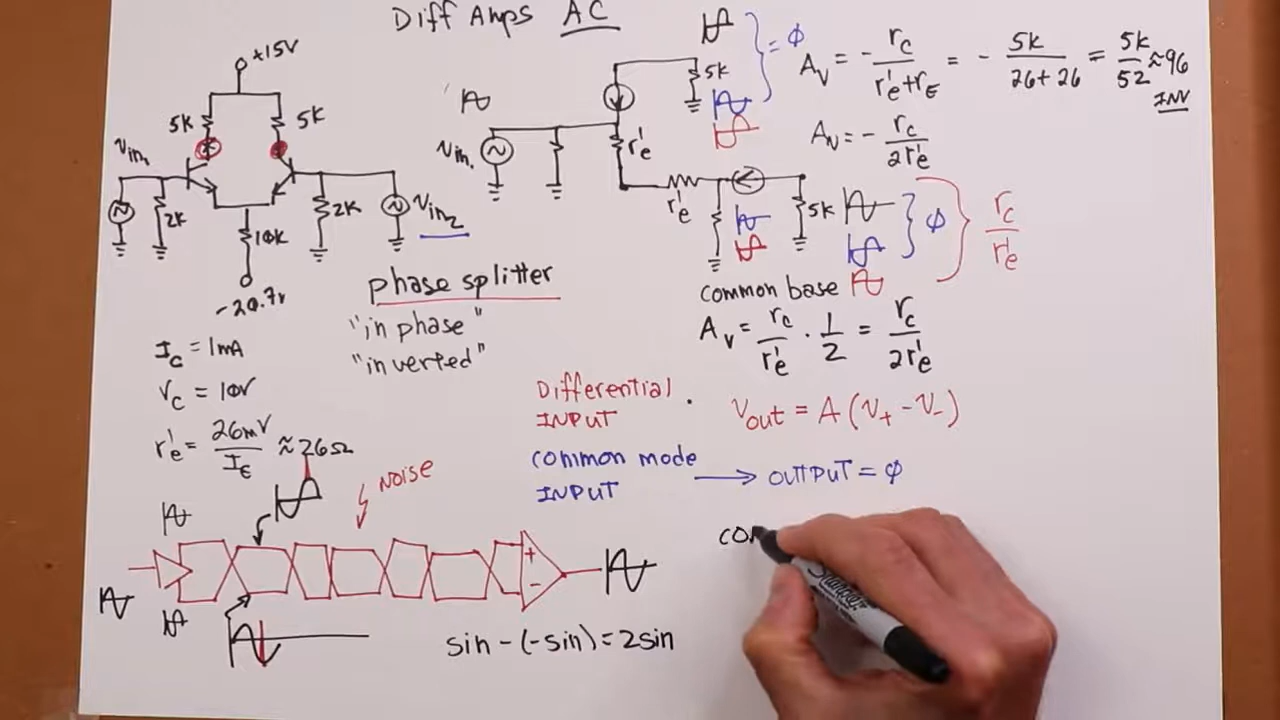 Diff Amps AC
+15V
5K
5K
Vin1
Vin2
2K
2K
10K
-20.7V
Ic = 1mA
Vc = 10V
r'e = 26mV / IE ≈ 26Ω
phase splitter
"in phase"
"inverted"
Vin1
5K
= φ
r'e
r'e
5K
φ
rc / r'e
Av = - rc / r'e + rE = - 5K / 26+26 = 5K / 52 ≈ 96
INV
Av = - rc / 2r'e
common base
Av = rc / r'e · 1/2 = rc / 2r'e
Differential
INPUT
Vout = A (V+ - V-)
common mode
INPUT → OUTPUT = φ
NOISE
+
-
sin - (-sin) = 2sin
Sharpie